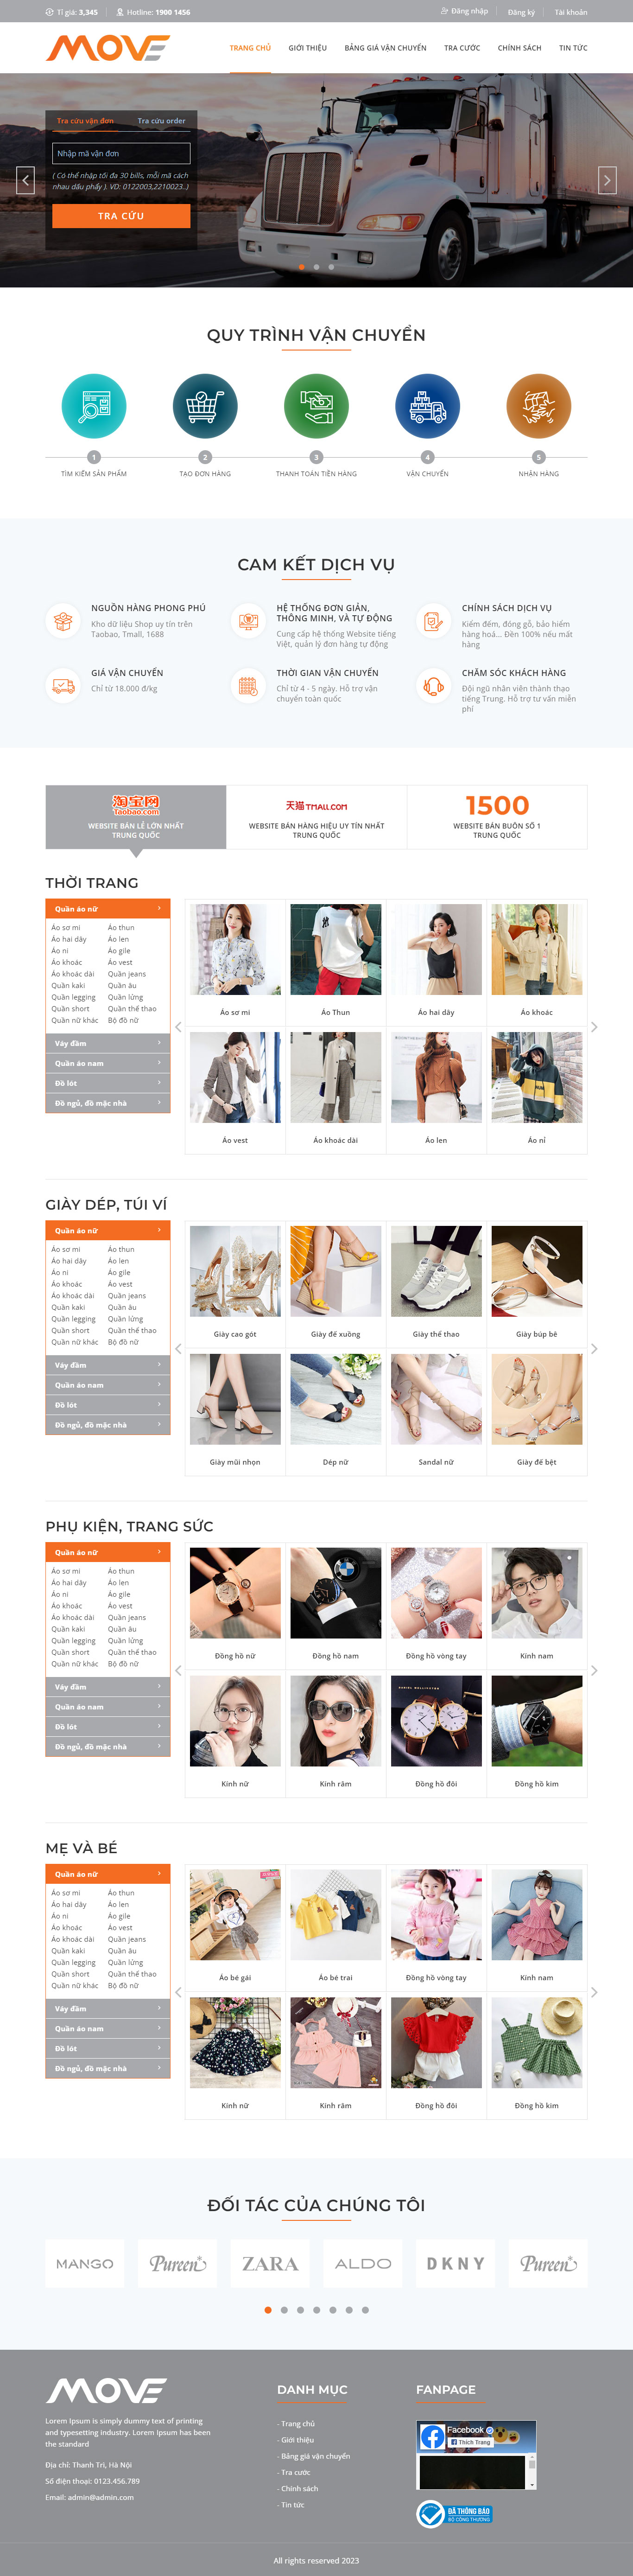 Tỉ giá: 3,345
Hotline: 1900 1456
Đăng nhập
Đăng ký
Tài khoản
MOVE
TRANG CHỦ
GIỚI THIỆU
BẢNG GIÁ VẬN CHUYỂN
TRA CƯỚC
CHÍNH SÁCH
TIN TỨC
Tra cứu vận đơn
Tra cứu order
Nhập mã vận đơn
( Có thể nhập tối đa 30 bills, mỗi mã cách
nhau dấu phẩy ). VD: 0122003,2210023..)
TRA CỨU
QUY TRÌNH VẬN CHUYỂN
1
2
3
4
5
TÌM KIẾM SẢN PHẨM
TẠO ĐƠN HÀNG
THANH TOÁN TIỀN HÀNG
VẬN CHUYỂN
NHẬN HÀNG
CAM KẾT DỊCH VỤ
NGUỒN HÀNG PHONG PHÚ
Kho dữ liệu Shop uy tín trên
Taobao, Tmall, 1688
HỆ THỐNG ĐƠN GIẢN,
THÔNG MINH, VÀ TỰ ĐỘNG
Cung cấp hệ thống Website tiếng
Việt, quản lý đơn hàng tự động
CHÍNH SÁCH DỊCH VỤ
Kiểm đếm, đóng gỗ, bảo hiểm
hàng hoá... Đền 100% nếu mất
hàng
GIÁ VẬN CHUYỂN
Chỉ từ 18.000 đ/kg
THỜI GIAN VẬN CHUYỂN
Chỉ từ 4 - 5 ngày. Hỗ trợ vận
chuyển toàn quốc
CHĂM SÓC KHÁCH HÀNG
Đội ngũ nhân viên thành thạo
tiếng Trung. Hỗ trợ tư vấn miễn
phí
淘宝网
taobao.com
WEBSITE BÁN LẺ LỚN NHẤT
TRUNG QUỐC
天猫TMALL.COM
WEBSITE BÁN HÀNG HIỆU UY TÍN NHẤT
TRUNG QUỐC
1500
WEBSITE BÁN BUÔN SỐ 1
TRUNG QUỐC
THỜI TRANG
Quần áo nữ
Áo sơ mi Áo thun
Áo hai dây Áo len
Áo ni Áo gile
Áo khoác Áo vest
Áo khoác dài Quần jeans
Quần kaki Quần âu
Quần legging Quần lửng
Quần short Quần thể thao
Quần nữ khác Bộ đồ nữ
Váy đầm
Quần áo nam
Đồ lót
Đồ ngủ, đồ mặc nhà
Áo sơ mi
Áo Thun
Áo hai dây
Áo khoác
Áo vest
Áo khoác dài
Áo len
Áo nỉ
GIÀY DÉP, TÚI VÍ
Quần áo nữ
Áo sơ mi Áo thun
Áo hai dây Áo len
Áo ni Áo gile
Áo khoác Áo vest
Áo khoác dài Quần jeans
Quần kaki Quần âu
Quần legging Quần lửng
Quần short Quần thể thao
Quần nữ khác Bộ đồ nữ
Váy đầm
Quần áo nam
Đồ lót
Đồ ngủ, đồ mặc nhà
Giày cao gót
Giày đế xuồng
Giày thể thao
Giày búp bê
Giày mũi nhọn
Dép nữ
Sandal nữ
Giày đế bệt
PHỤ KIỆN, TRANG SỨC
Quần áo nữ
Áo sơ mi Áo thun
Áo hai dây Áo len
Áo ni Áo gile
Áo khoác Áo vest
Áo khoác dài Quần jeans
Quần kaki Quần âu
Quần legging Quần lửng
Quần short Quần thể thao
Quần nữ khác Bộ đồ nữ
Váy đầm
Quần áo nam
Đồ lót
Đồ ngủ, đồ mặc nhà
Đồng hồ nữ
Đồng hồ nam
Đồng hồ vòng tay
Kính nam
Kính nữ
Kính râm
Đồng hồ đôi
Đồng hồ kim
MẸ VÀ BÉ
Quần áo nữ
Áo sơ mi Áo thun
Áo hai dây Áo len
Áo ni Áo gile
Áo khoác Áo vest
Áo khoác dài Quần jeans
Quần kaki Quần âu
Quần legging Quần lửng
Quần short Quần thể thao
Quần nữ khác Bộ đồ nữ
Váy đầm
Quần áo nam
Đồ lót
Đồ ngủ, đồ mặc nhà
Áo bé gái
Áo bé trai
Đồng hồ vòng tay
Kính nam
Kính nữ
Kính râm
Đồng hồ đôi
Đồng hồ kim
ĐỐI TÁC CỦA CHÚNG TÔI
MANGO
Pureen
ZARA
ALDO
DKNY
Pureen
MOVE
Lorem Ipsum is simply dummy text of printing
and typesetting industry. Lorem Ipsum has been
the standard
Địa chỉ: Thanh Trì, Hà Nội
Số điện thoại: 0123.456.789
Email: admin@admin.com
DANH MỤC
- Trang chủ
- Giới thiệu
- Bảng giá vận chuyển
- Tra cước
- Chính sách
- Tin tức
FANPAGE
Facebook
Thích Trang
ĐÃ THÔNG BÁO
BỘ CÔNG THƯƠNG
All rights reserved 2023